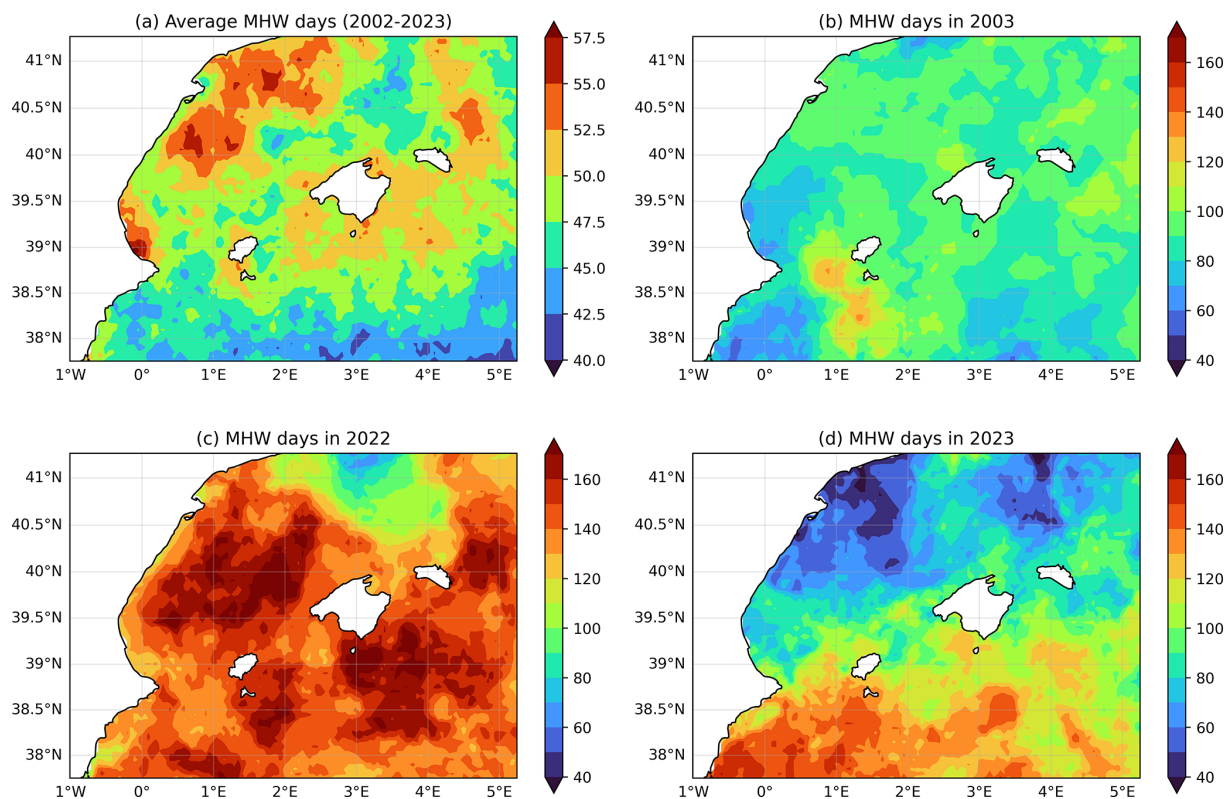 (a) Average MHW days (2002-2023)
41°N
40.5°N
40°N
39.5°N
39°N
38.5°N
38°N
1°W 0° 1°E 2°E 3°E 4°E 5°E
57.5
55.0
52.5
50.0
47.5
45.0
42.5
40.0
(b) MHW days in 2003
41°N
40.5°N
40°N
39.5°N
39°N
38.5°N
38°N
1°W 0° 1°E 2°E 3°E 4°E 5°E
160
140
120
100
80
60
40
(c) MHW days in 2022
41°N
40.5°N
40°N
39.5°N
39°N
38.5°N
38°N
1°W 0° 1°E 2°E 3°E 4°E 5°E
160
140
120
100
80
60
40
(d) MHW days in 2023
41°N
40.5°N
40°N
39.5°N
39°N
38.5°N
38°N
1°W 0° 1°E 2°E 3°E 4°E 5°E
160
140
120
100
80
60
40